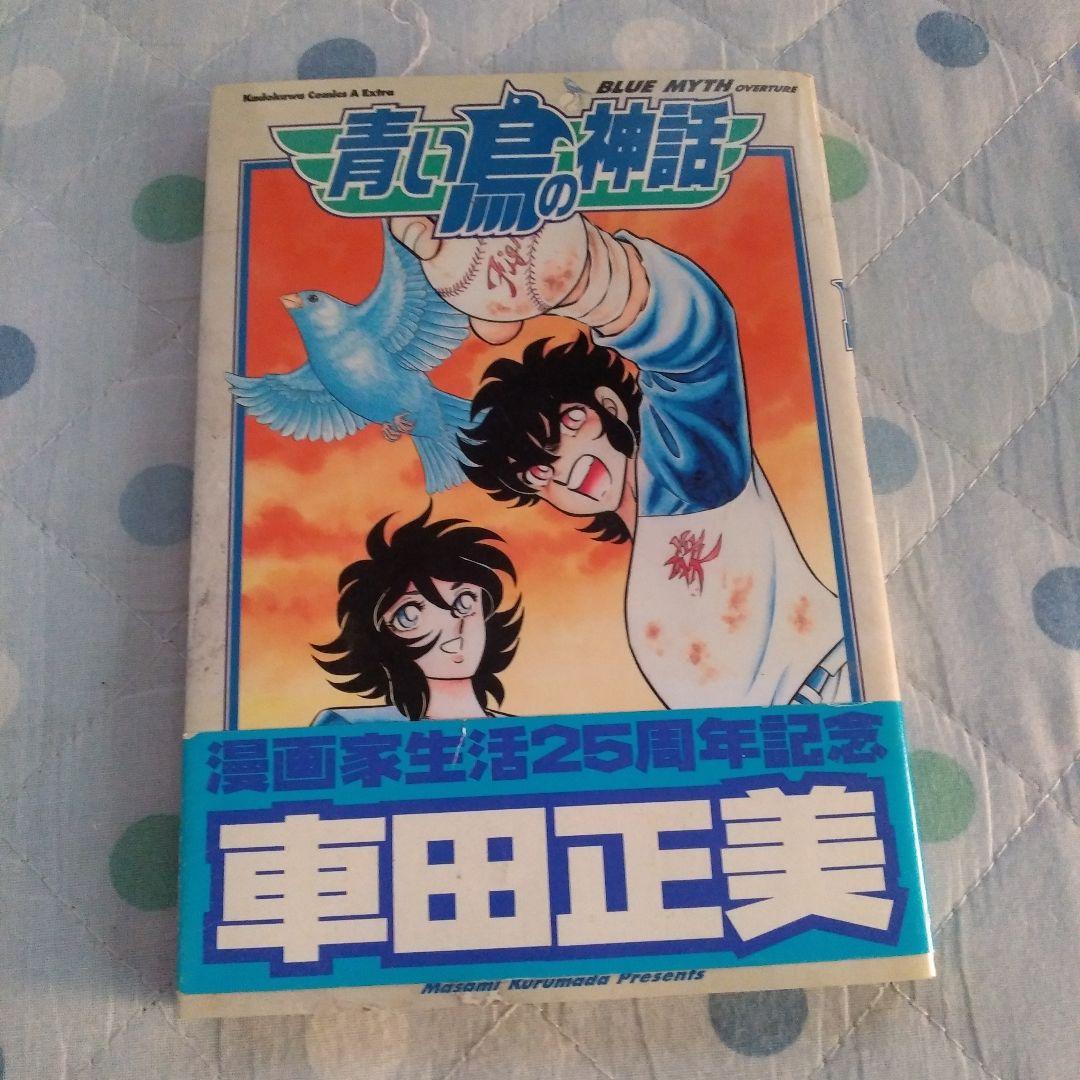 Kadokawa Comics A Extra
BLUE MYTH OVERTURE
青い鳥の神話
Fig
漫画家生活25周年記念
車田正美
Masami Kurumada Presents